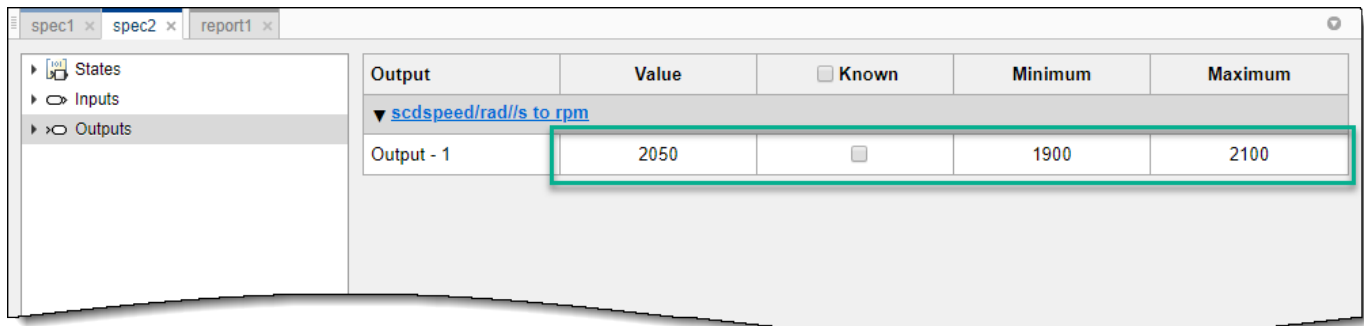 spec1 × spec2 × report1 ×
States
Inputs
Outputs
Output Value Known Minimum Maximum
scdspeed/rad//s to rpm
Output - 1 2050 1900 2100